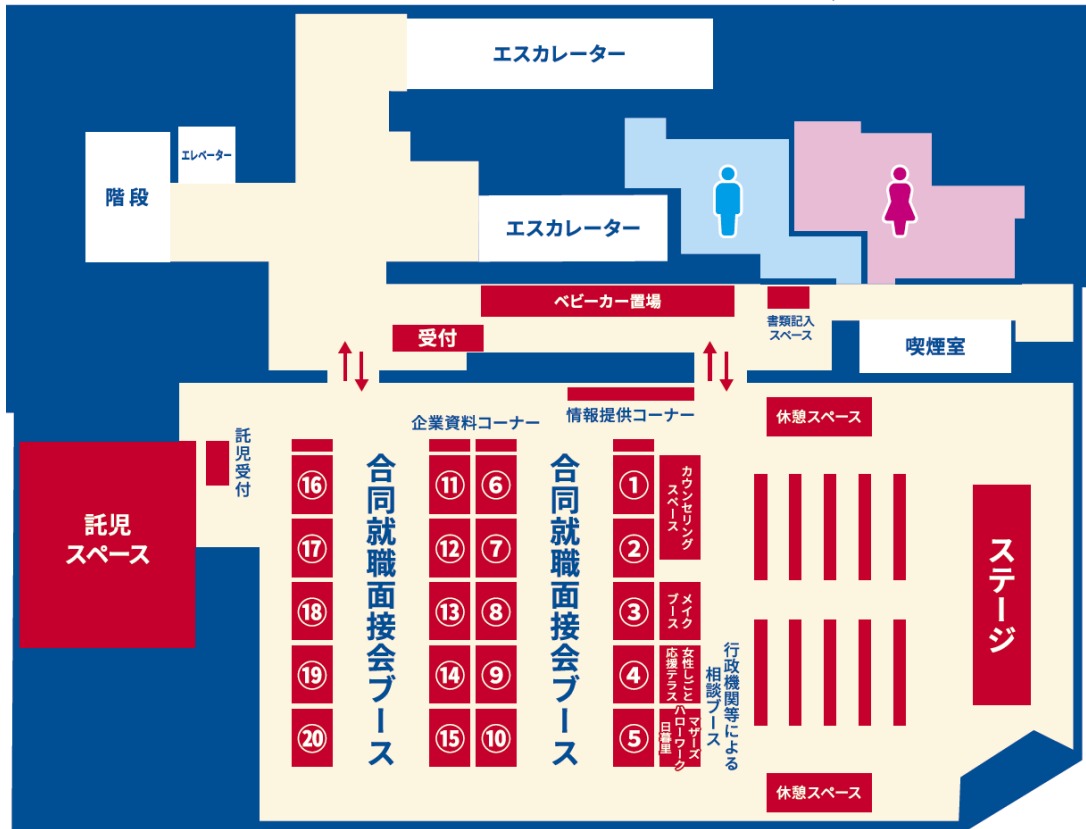 エスカレーター
エレベーター
階段
エスカレーター
ベビーカー置場
書類記入
スペース
受付
喫煙室
企業資料コーナー
情報提供コーナー
休憩スペース
託児受付
託児
スペース
合同就職面接会ブース
合同就職面接会ブース
⑯
⑰
⑱
⑲
⑳
⑪
⑫
⑬
⑭
⑮
⑥
⑦
⑧
⑨
⑩
①
②
③
④
⑤
カウンセリング
スペース
メイク
ブース
女性しごと
応援テラス
マザーズ
ハローワーク
日暮里
行政機関等による
相談ブース
ステージ
休憩スペース